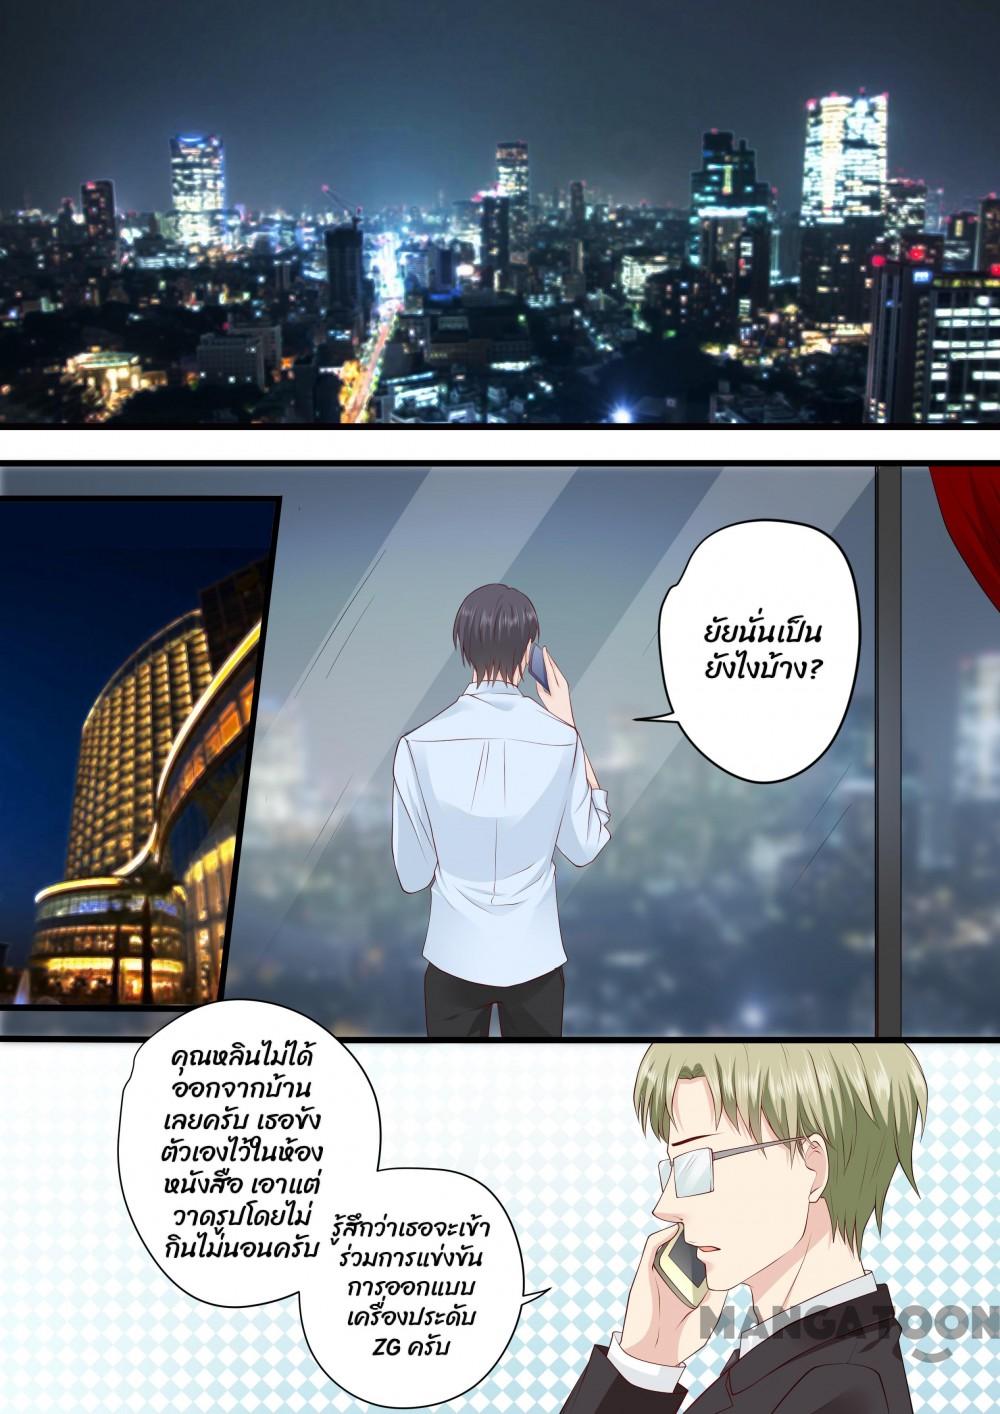 ยัยนั่นเป็น
ยังไงบ้าง?
คุณหลินไม่ได้
ออกจากบ้าน
เลยครับ เธอขัง
ตัวเองไว้ในห้อง
หนังสือ เอาแต่
วาดรูปโดยไม่
กินไม่นอนครับ
รู้สึกว่าเธอจะเข้า
ร่วมการแข่งขัน
การออกแบบ
เครื่องประดับ
ZG ครับ
MANGATOON